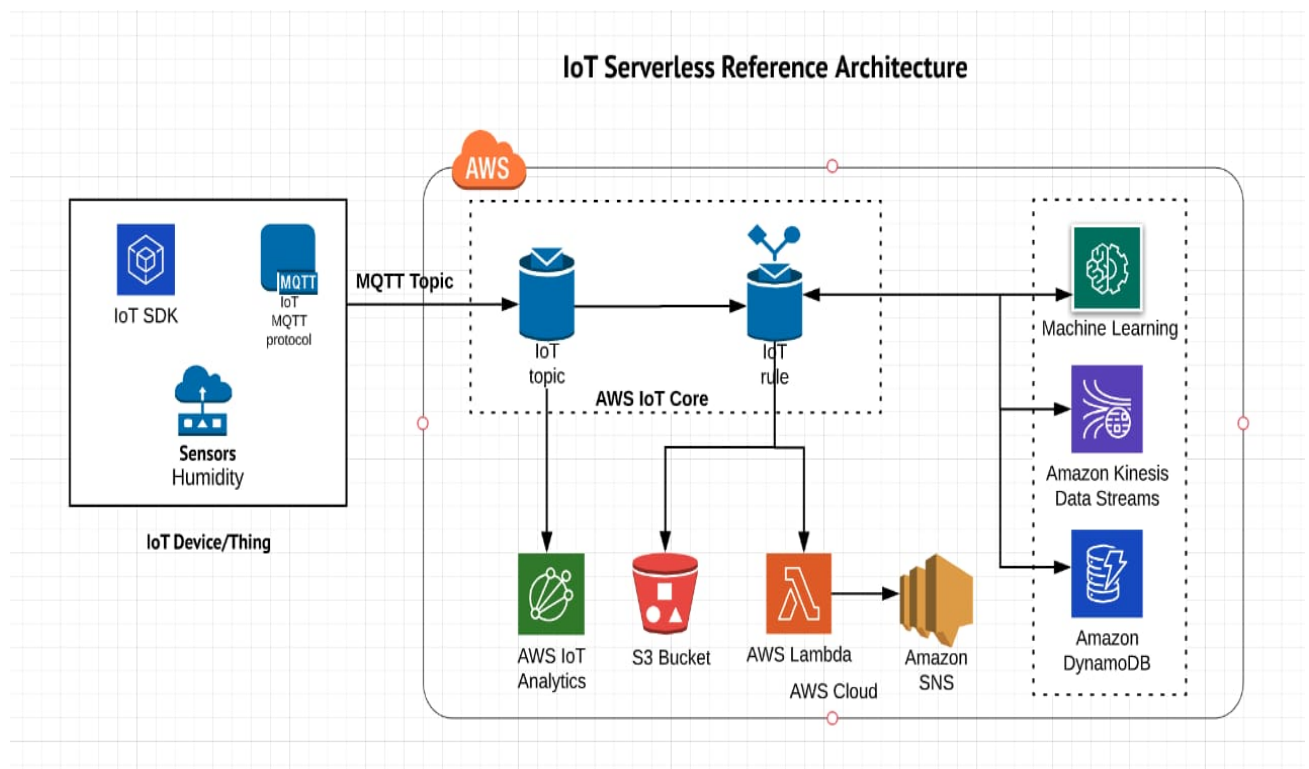 IoT Serverless Reference Architecture
AWS
IoT SDK
MQTT
IoT
MQTT
protocol
Sensors
Humidity
IoT Device/Thing
MQTT Topic
IoT
topic
IoT
rule
AWS IoT Core
Machine Learning
Amazon Kinesis
Data Streams
Amazon
DynamoDB
AWS IoT
Analytics
S3 Bucket
AWS Lambda
Amazon
SNS
AWS Cloud